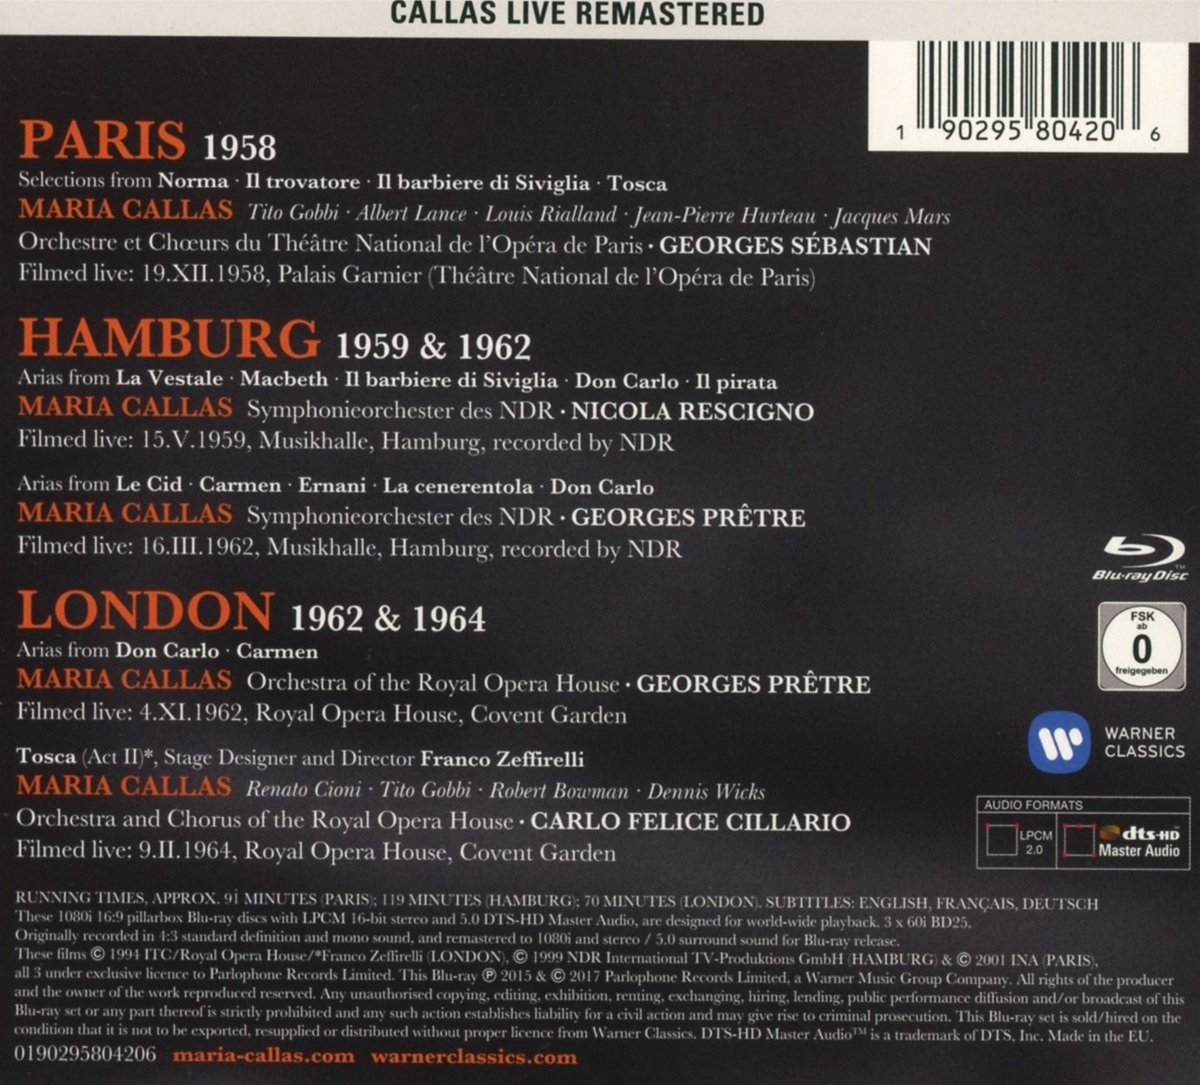 CALLAS LIVE REMASTERED
1 90295 80420 6
PARIS 1958
Selections from Norma · Il trovatore · Il barbiere di Siviglia · Tosca
MARIA CALLAS Tito Gobbi · Albert Lance · Louis Rialland · Jean-Pierre Hurteau · Jacques Mars
Orchestre et Chœurs du Théâtre National de l'Opéra de Paris · GEORGES SÉBASTIAN
Filmed live: 19.XII.1958, Palais Garnier (Théâtre National de l'Opéra de Paris)
HAMBURG 1959 & 1962
Arias from La Vestale · Macbeth · Il barbiere di Siviglia · Don Carlo · Il pirata
MARIA CALLAS Symphonieorchester des NDR · NICOLA RESCIGNO
Filmed live: 15.V.1959, Musikhalle, Hamburg, recorded by NDR
Arias from Le Cid · Carmen · Ernani · La cenerentola · Don Carlo
MARIA CALLAS Symphonieorchester des NDR · GEORGES PRÊTRE
Filmed live: 16.III.1962, Musikhalle, Hamburg, recorded by NDR
LONDON 1962 & 1964
Arias from Don Carlo · Carmen
MARIA CALLAS Orchestra of the Royal Opera House · GEORGES PRÊTRE
Filmed live: 4.XI.1962, Royal Opera House, Covent Garden
Tosca (Act II)*, Stage Designer and Director Franco Zeffirelli
MARIA CALLAS Renato Cioni · Tito Gobbi · Robert Bowman · Dennis Wicks
Orchestra and Chorus of the Royal Opera House · CARLO FELICE CILLARIO
Filmed live: 9.II.1964, Royal Opera House, Covent Garden
Blu-ray Disc™
FSK
ab
0
freigegeben
WARNER
CLASSICS
AUDIO FORMATS
LPCM
2.0
dts-HD
Master Audio
RUNNING TIMES, APPROX. 91 MINUTES (PARIS); 119 MINUTES (HAMBURG); 70 MINUTES (LONDON). SUBTITLES: ENGLISH, FRANÇAIS, DEUTSCH
These 1080i 16:9 pillarbox Blu-ray discs with LPCM 16-bit stereo and 5.0 DTS-HD Master Audio, are designed for world-wide playback. 3 x 60i BD25.
Originally recorded in 4:3 standard definition and mono sound, and remastered to 1080i and stereo / 5.0 surround sound for Blu-ray release.
These films © 1994 ITC/Royal Opera House/*Franco Zeffirelli (LONDON), © 1999 NDR International TV-Produktions GmbH (HAMBURG) & © 2001 INA (PARIS),
all 3 under exclusive licence to Parlophone Records Limited. This Blu-ray ℗ 2015 & © 2017 Parlophone Records Limited, a Warner Music Group Company. All rights of the producer
and the owner of the work reproduced reserved. Any unauthorised copying, editing, exhibition, renting, exchanging, hiring, lending, public performance diffusion and/or broadcast of this
Blu-ray set or any part thereof is strictly prohibited and any such action establishes liability for a civil action and may give rise to criminal prosecution. This Blu-ray set is sold/hired on the
condition that it is not to be exported, resupplied or distributed without proper licence from Warner Classics. DTS-HD Master Audio™ is a trademark of DTS, Inc. Made in the EU.
0190295804206 maria-callas.com warnerclassics.com